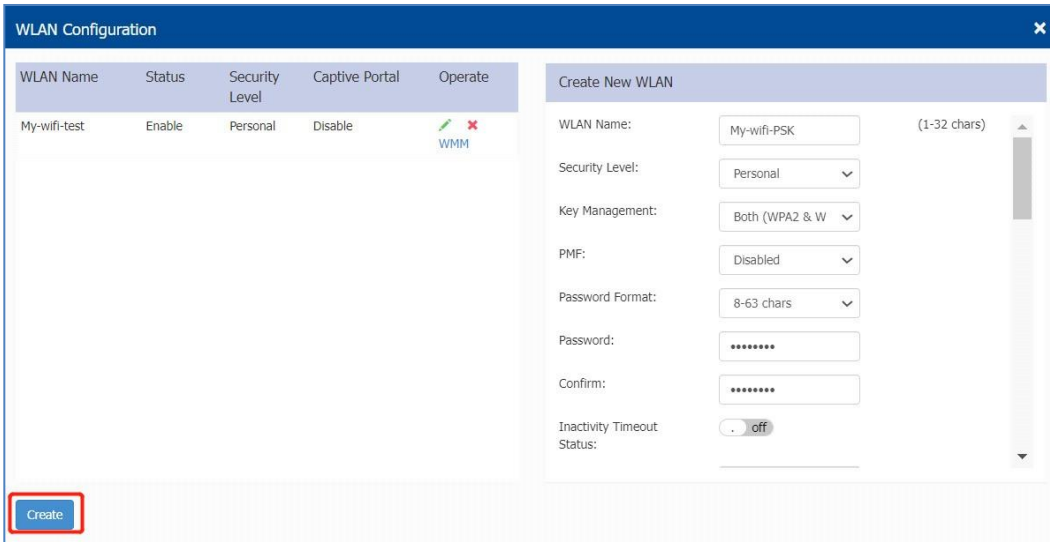 WLAN Configuration
WLAN Name Status Security Level Captive Portal Operate
My-wifi-test Enable Personal Disable
WMM
Create New WLAN
WLAN Name: My-wifi-PSK (1-32 chars)
Security Level: Personal
Key Management: Both (WPA2 & W
PMF: Disabled
Password Format: 8-63 chars
Password: ••••••••
Confirm: ••••••••
Inactivity Timeout Status: off
Create